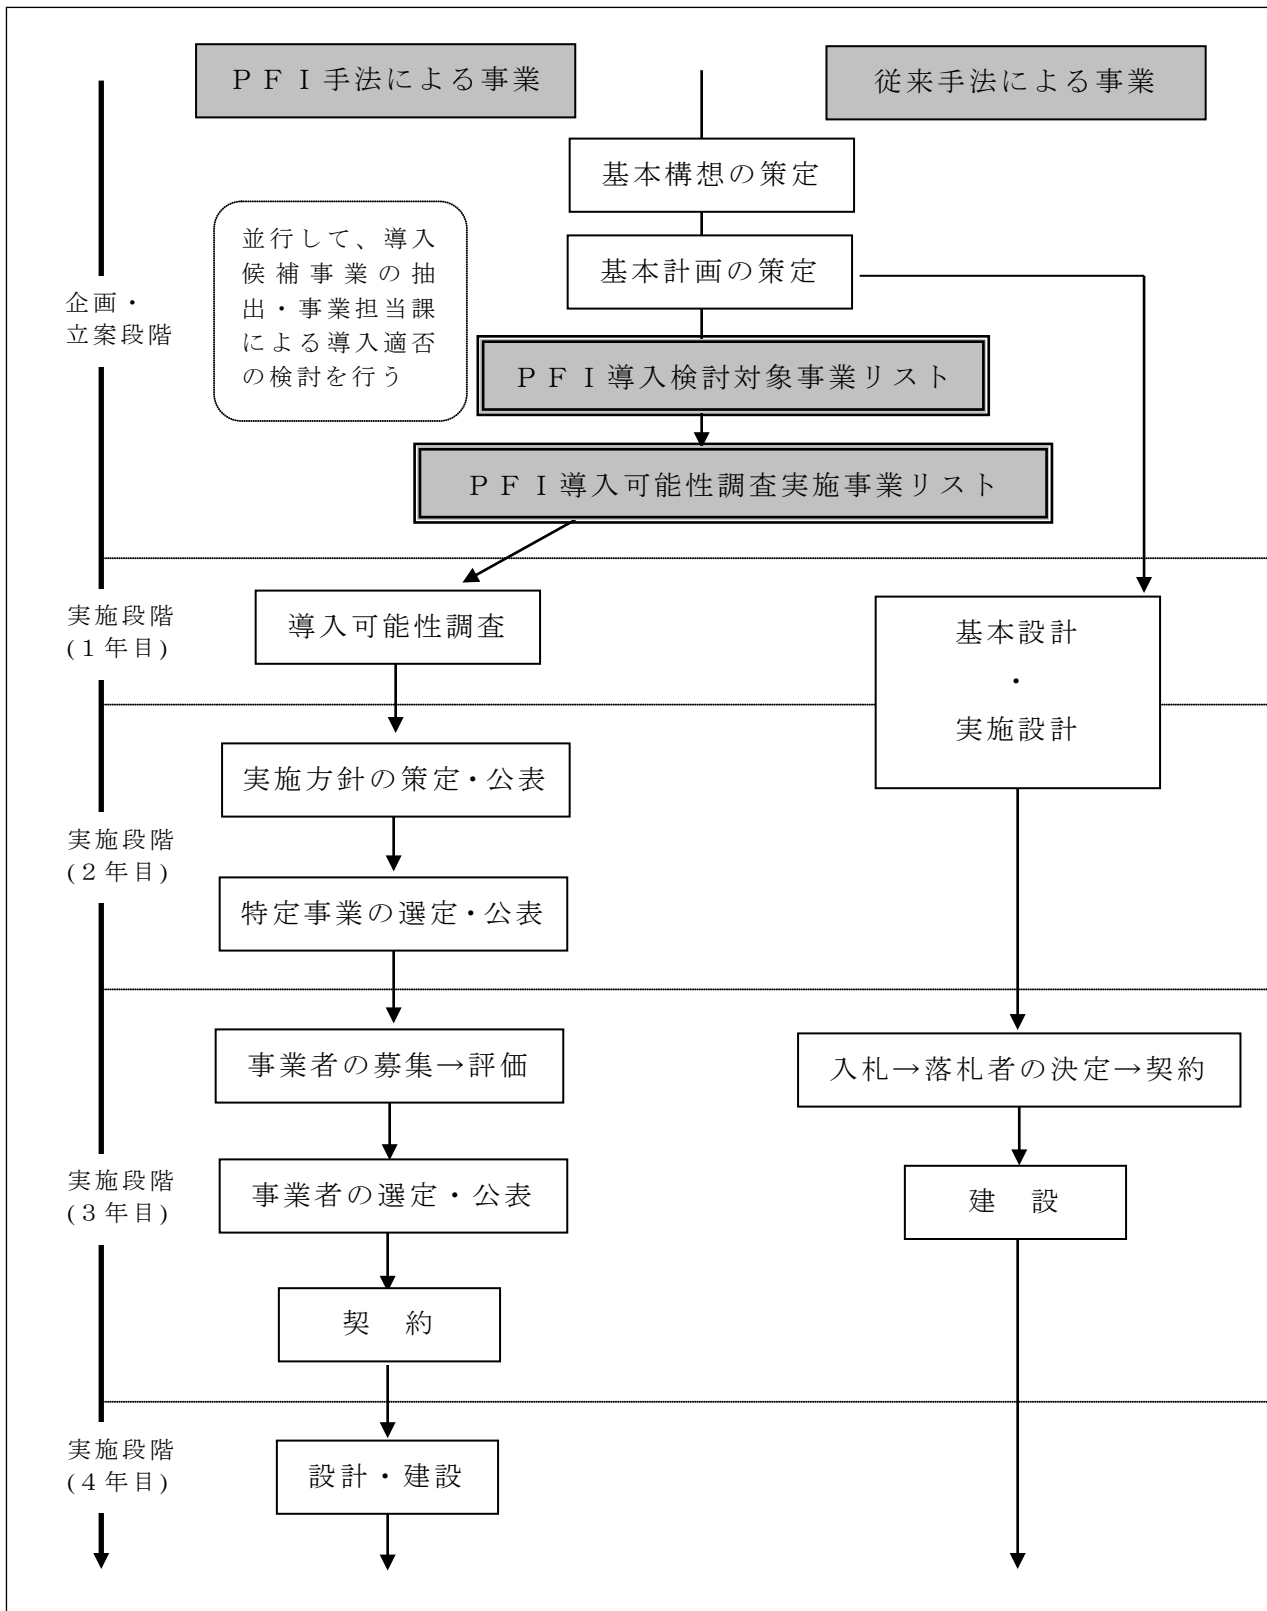 ＰＦＩ手法による事業
従来手法による事業
基本構想の策定
並行して、導入
候補事業の抽
出・事業担当課
による導入適否
の検討を行う
基本計画の策定
企画・
立案段階
ＰＦＩ導入検討対象事業リスト
ＰＦＩ導入可能性調査実施事業リスト
実施段階
(１年目)
導入可能性調査
基本設計
・
実施設計
実施方針の策定・公表
実施段階
(２年目)
特定事業の選定・公表
事業者の募集→評価
入札→落札者の決定→契約
実施段階
(３年目)
事業者の選定・公表
建　設
契　約
実施段階
(４年目)
設計・建設